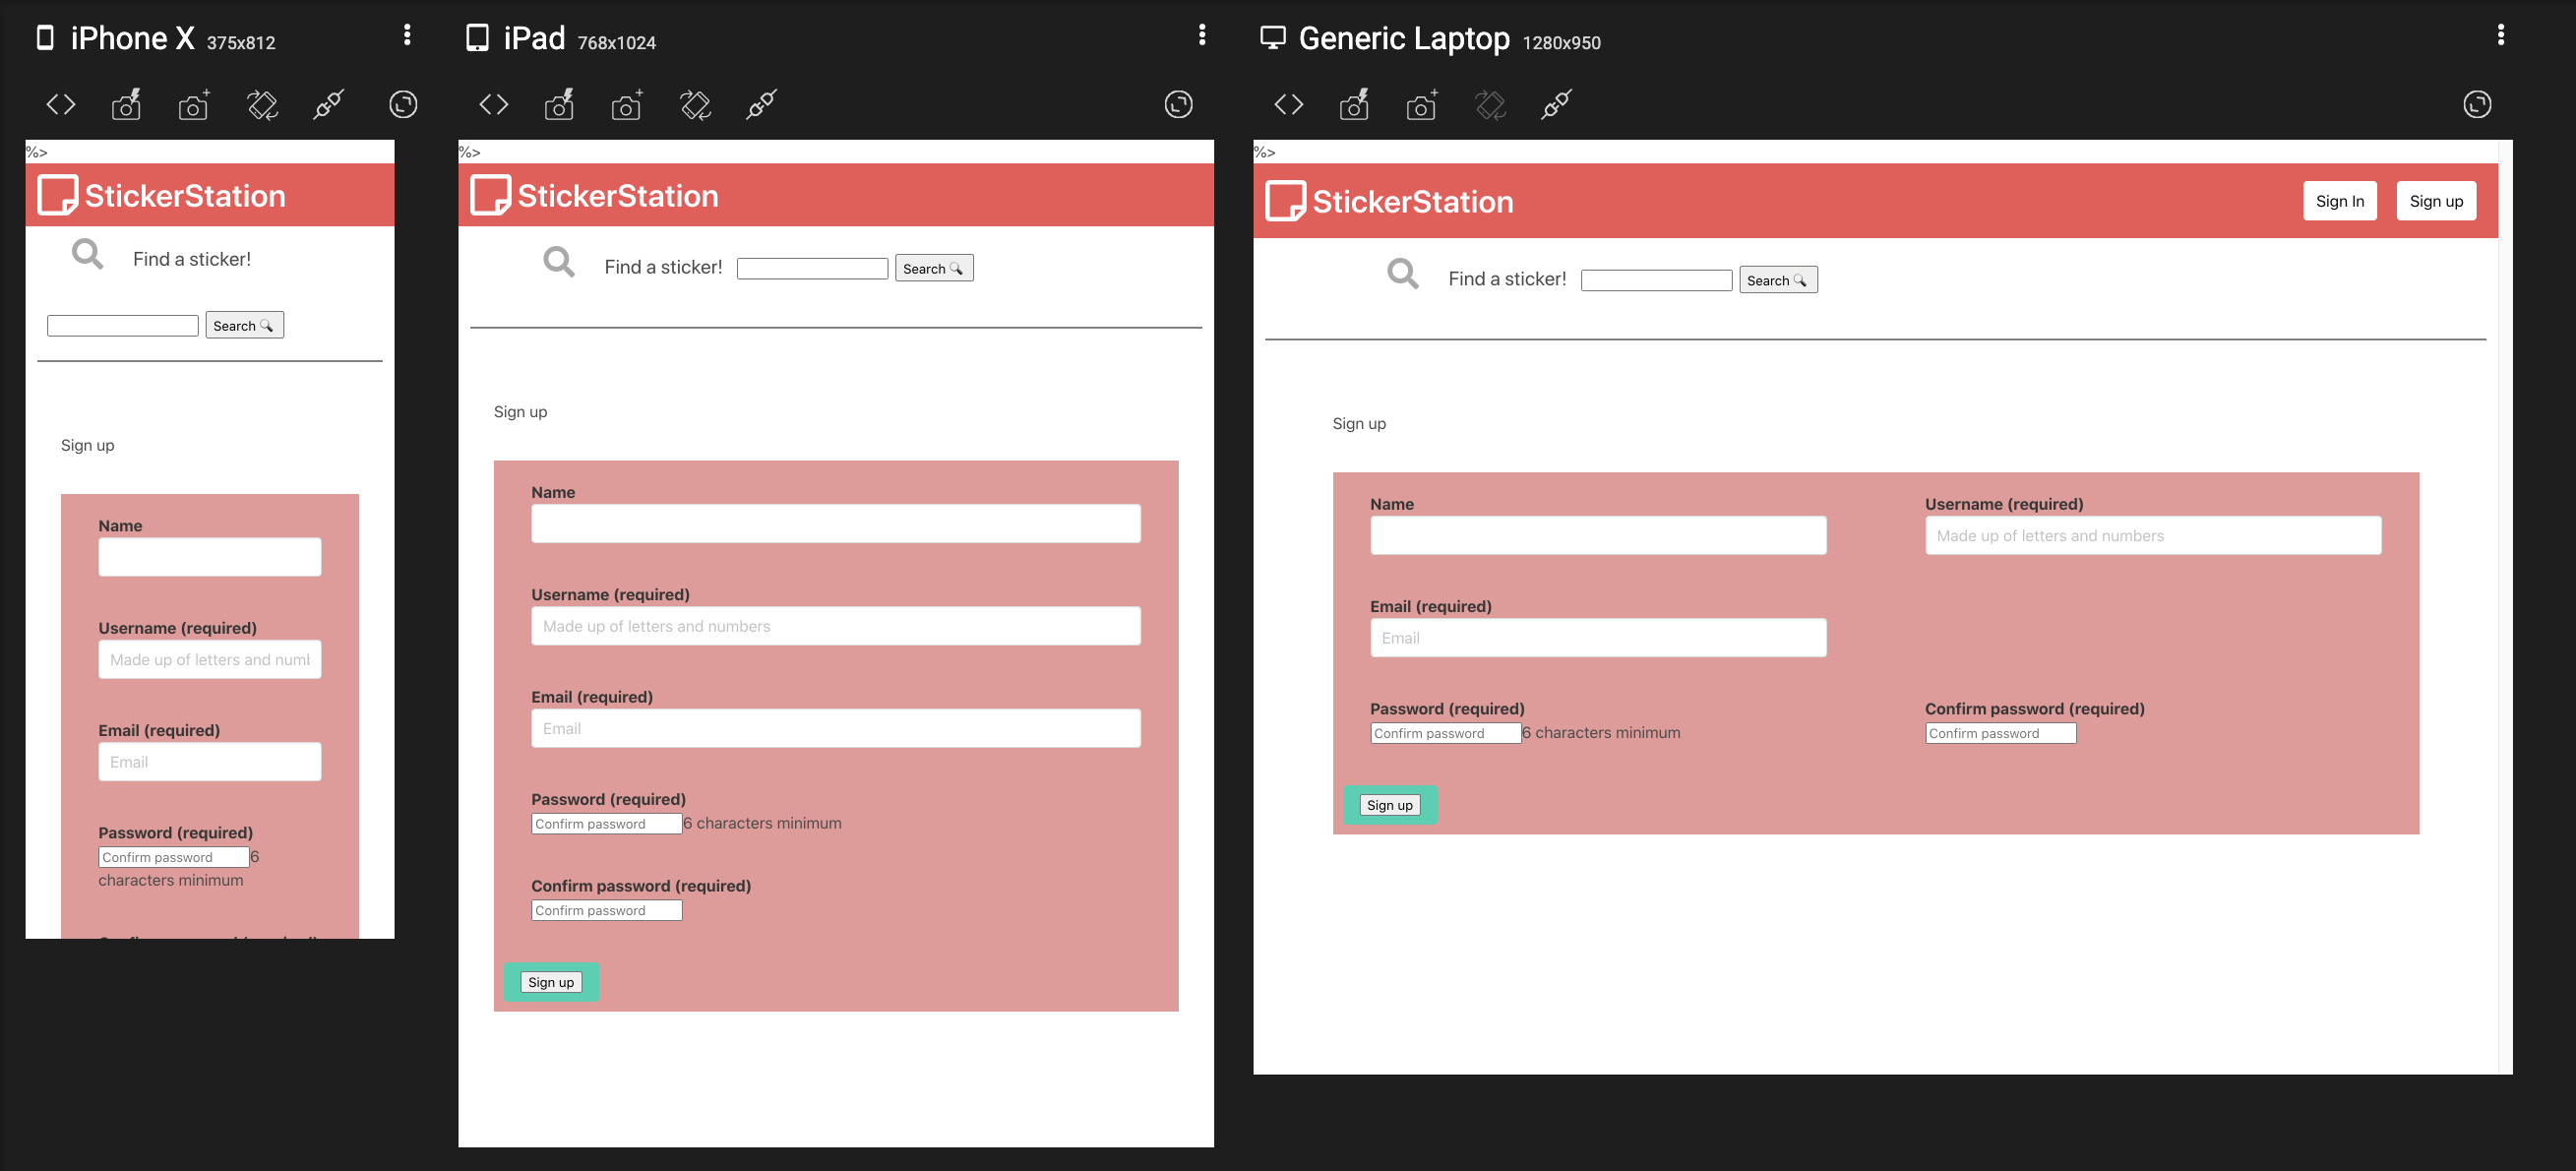 iPhone X 375x812
%>
StickerStation
Find a sticker!
Search
Sign up
Name
Username (required)
Made up of letters and numb
Email (required)
Email
Password (required)
Confirm password 6
characters minimum
iPad 768x1024
%>
StickerStation
Find a sticker! Search
Sign up
Name
Username (required)
Made up of letters and numbers
Email (required)
Email
Password (required)
Confirm password 6 characters minimum
Confirm password (required)
Confirm password
Sign up
Generic Laptop 1280x950
%>
StickerStation Sign In Sign up
Find a sticker! Search
Sign up
Name Username (required)
Made up of letters and numbers
Email (required)
Email
Password (required) Confirm password (required)
Confirm password 6 characters minimum Confirm password
Sign up